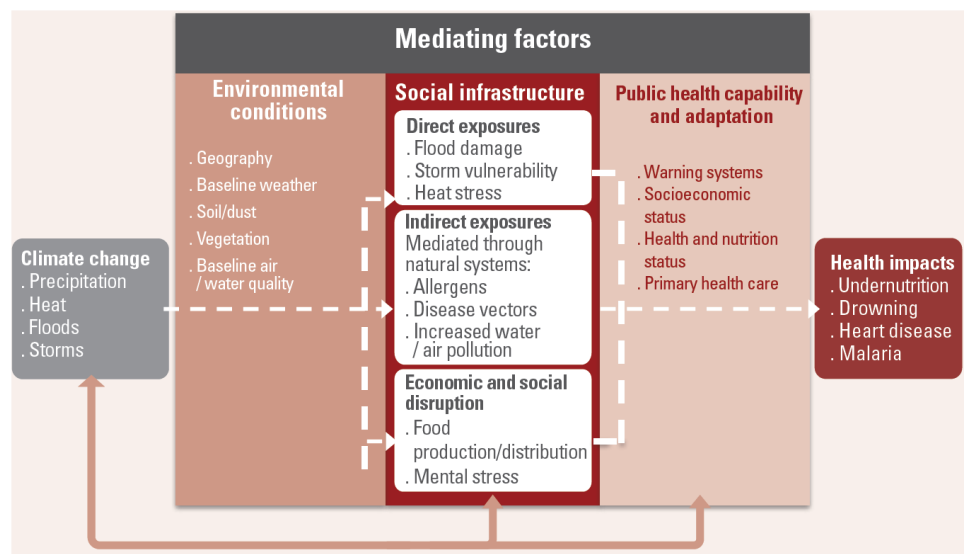 Mediating factors
Environmental
conditions
. Geography
. Baseline weather
. Soil/dust
. Vegetation
. Baseline air
/ water quality
Social infrastructure
Direct exposures
. Flood damage
. Storm vulnerability
. Heat stress
Indirect exposures
Mediated through
natural systems:
. Allergens
. Disease vectors
. Increased water
/ air pollution
Economic and social
disruption
. Food
production/distribution
. Mental stress
Public health capability
and adaptation
. Warning systems
. Socioeconomic
status
. Health and nutrition
status
. Primary health care
Climate change
. Precipitation
. Heat
. Floods
. Storms
Health impacts
. Undernutrition
. Drowning
. Heart disease
. Malaria